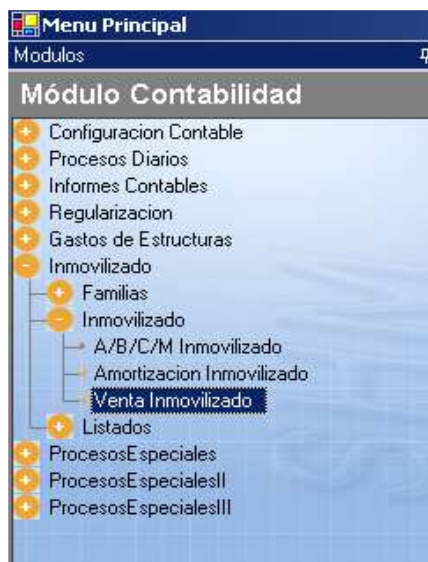 Menu Principal
Modulos
Módulo Contabilidad
Configuracion Contable
Procesos Diarios
Informes Contables
Regularizacion
Gastos de Estructuras
Inmovilizado
Familias
Inmovilizado
A/B/C/M Inmovilizado
Amortizacion Inmovilizado
Venta Inmovilizado
Listados
ProcesosEspeciales
ProcesosEspecialesII
ProcesosEspecialesIII